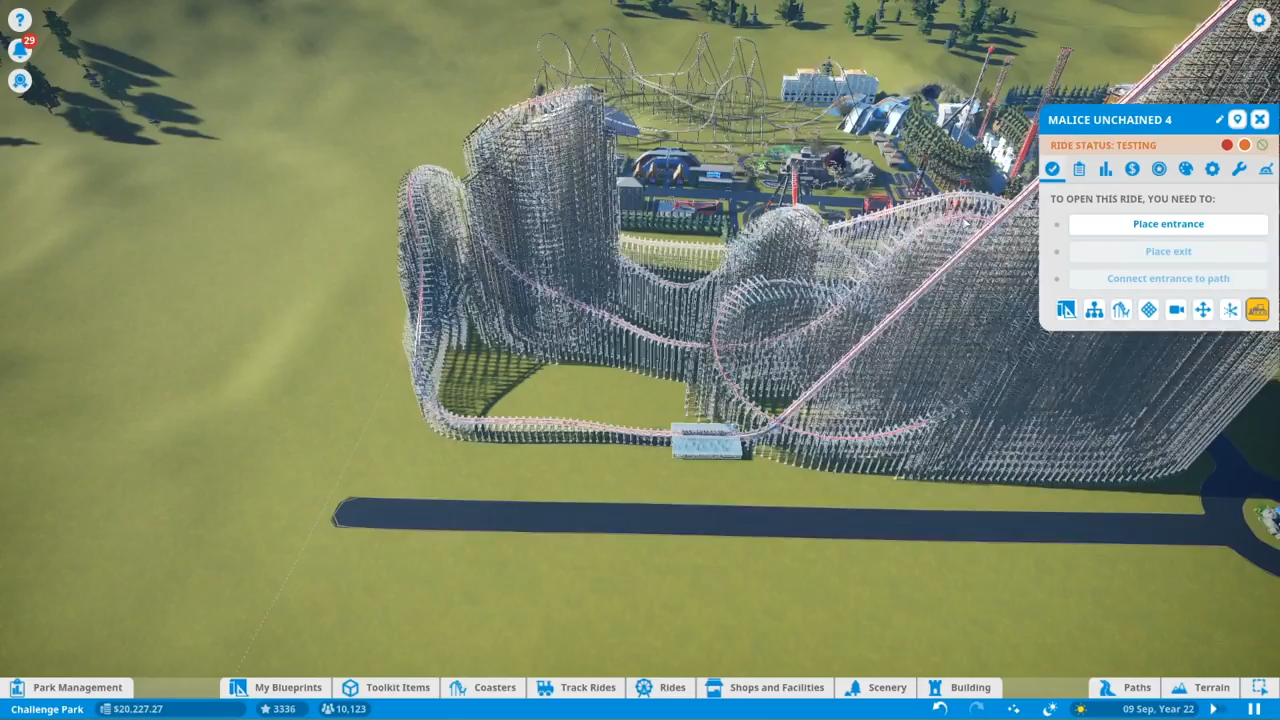 ?
29
MALICE UNCHAINED 4
RIDE STATUS: TESTING
$
TO OPEN THIS RIDE, YOU NEED TO:
Place entrance
Place exit
Connect entrance to path
Park Management
My Blueprints
Toolkit Items
Coasters
Track Rides
Rides
Shops and Facilities
Scenery
Building
Paths
Terrain
Challenge Park
$20,227.27
3336
10,123
09 Sep, Year 22